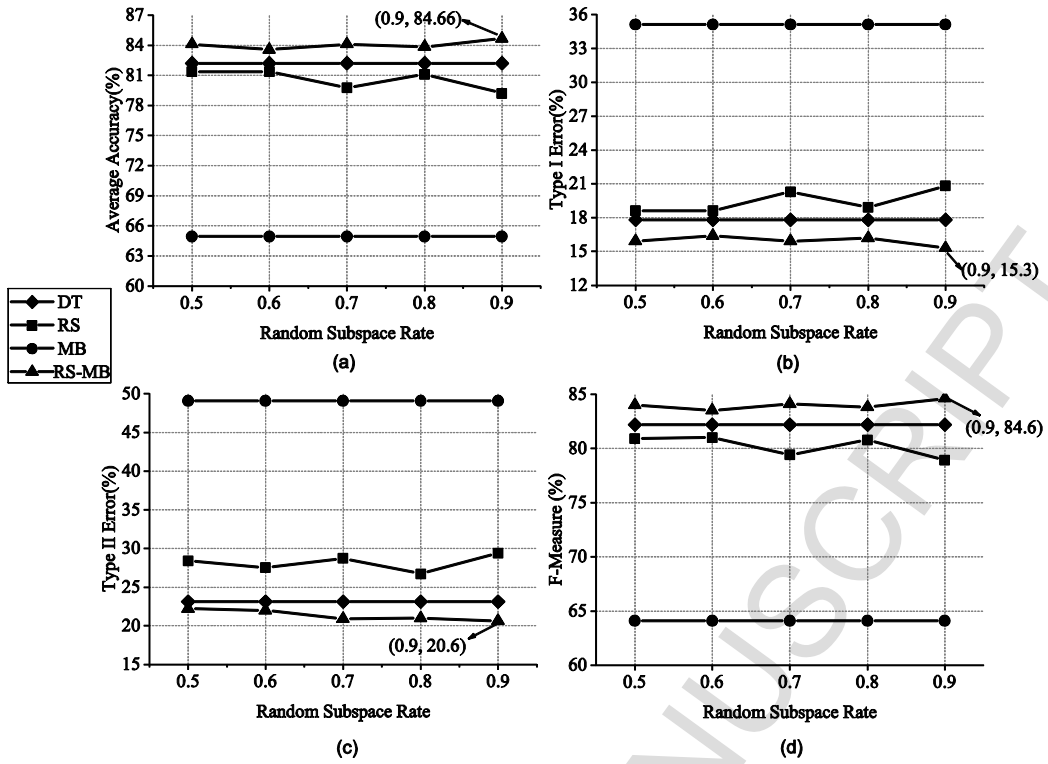 87
84
81
78
75
72
69
66
63
60
Average Accuracy(%)
(0.9, 84.66)
0.5 0.6 0.7 0.8 0.9
Random Subspace Rate
(a)
36
33
30
27
24
21
18
15
12
Type I Error(%)
(0.9, 15.3)
0.5 0.6 0.7 0.8 0.9
Random Subspace Rate
(b)
DT
RS
MB
RS-MB
50
45
40
35
30
25
20
15
Type II Error(%)
(0.9, 20.6)
0.5 0.6 0.7 0.8 0.9
Random Subspace Rate
(c)
85
80
75
70
65
60
F-Measure (%)
(0.9, 84.6)
0.5 0.6 0.7 0.8 0.9
Random Subspace Rate
(d)
NUSCRIPT